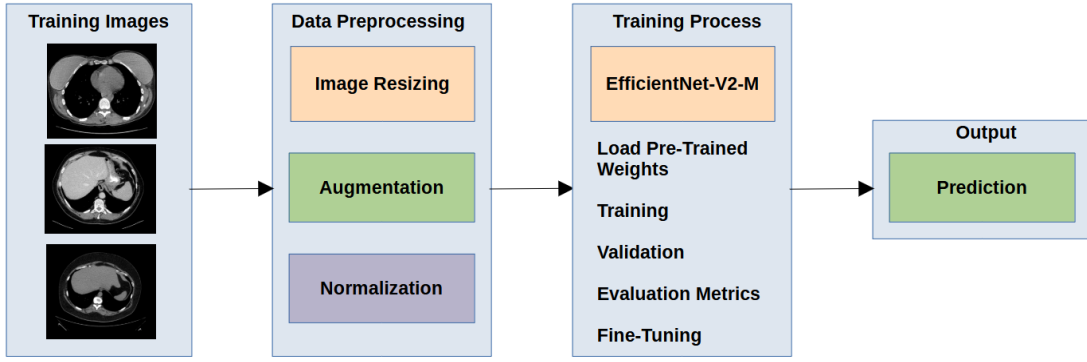 Training Images
Data Preprocessing
Image Resizing
Augmentation
Normalization
Training Process
EfficientNet-V2-M
Load Pre-Trained
Weights
Training
Validation
Evaluation Metrics
Fine-Tuning
Output
Prediction